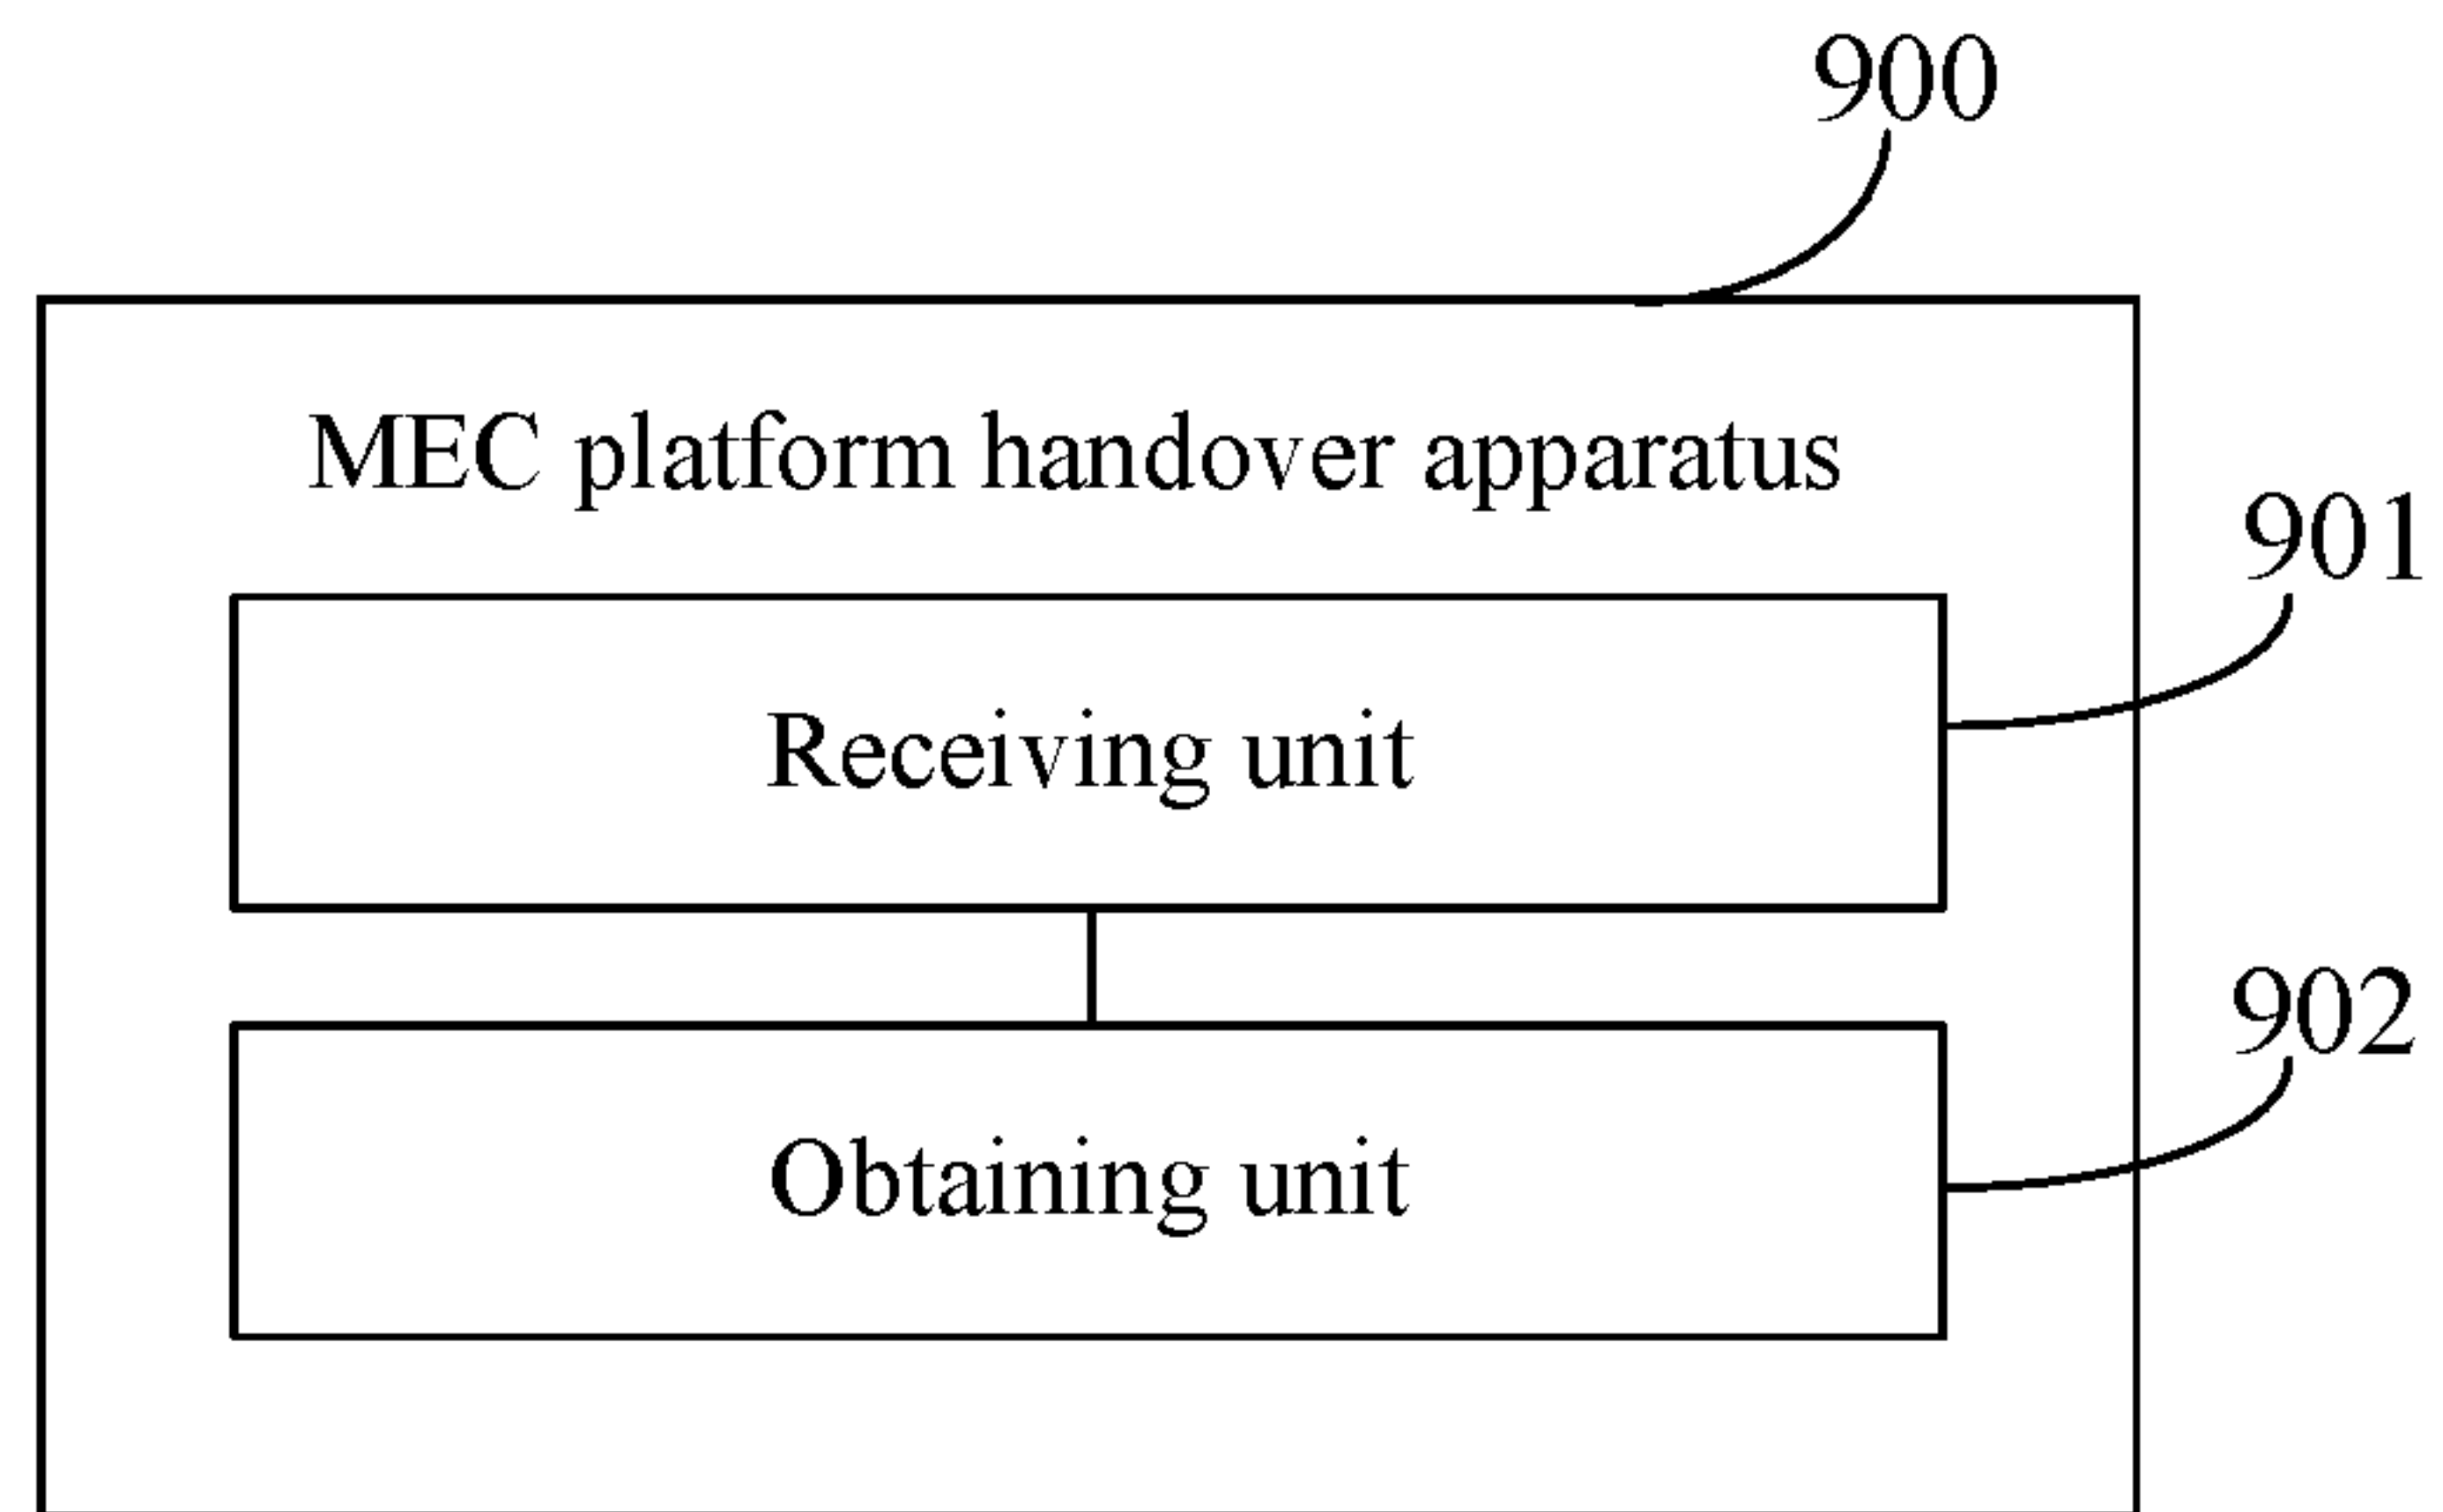 900
MEC platform handover apparatus
901
Receiving unit
902
Obtaining unit